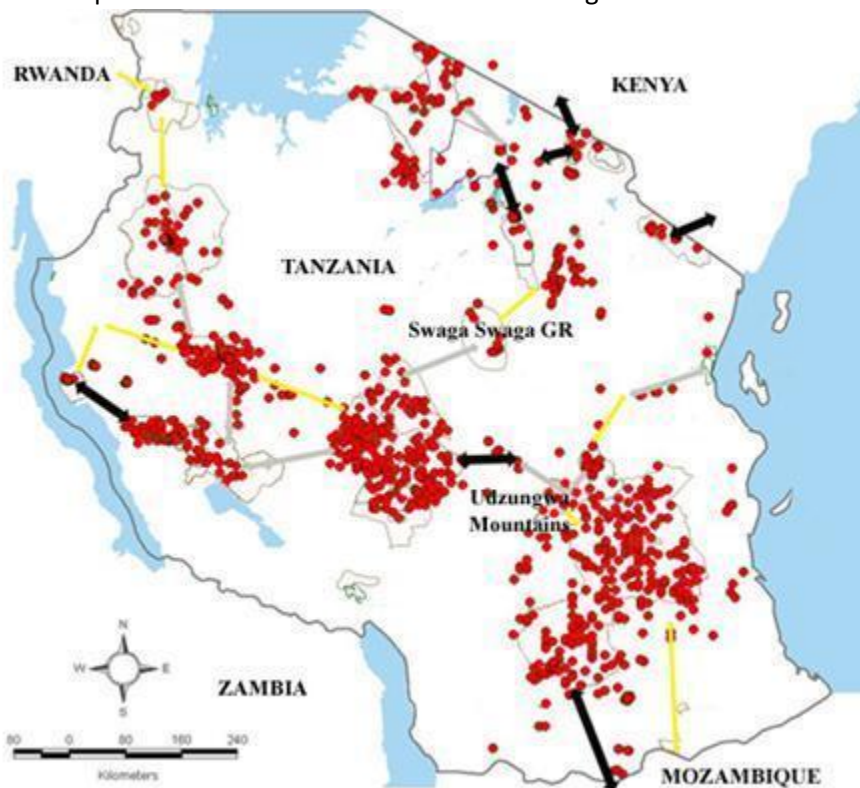 RWANDA
KENYA
TANZANIA
Swaga Swaga GR
Udzungwa
Mountains
N
W E
S
ZAMBIA
80 0 80 160 240
Kilometers
MOZAMBIQUE